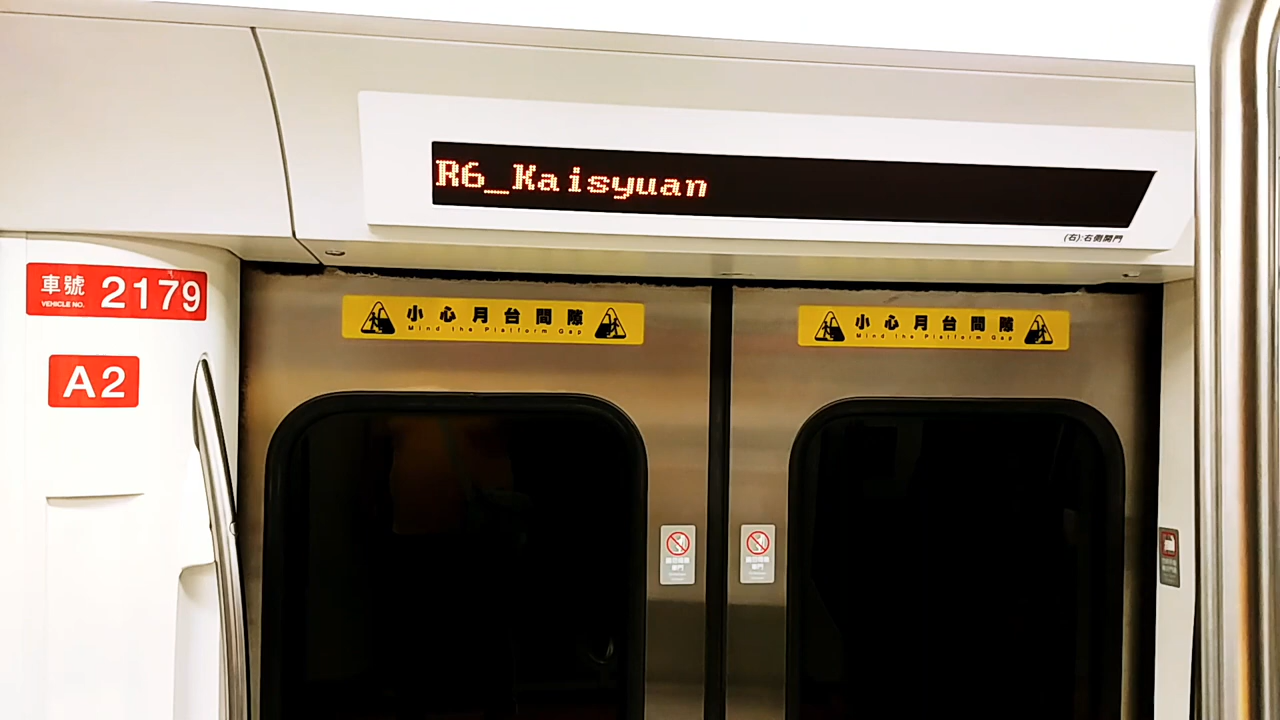 R6_Kaisyuan
(右):右側開門
車號 2179
VEHICLE NO.
A2
小心月台間隙
Mind the Platform Gap
小心月台間隙
Mind the Platform Gap